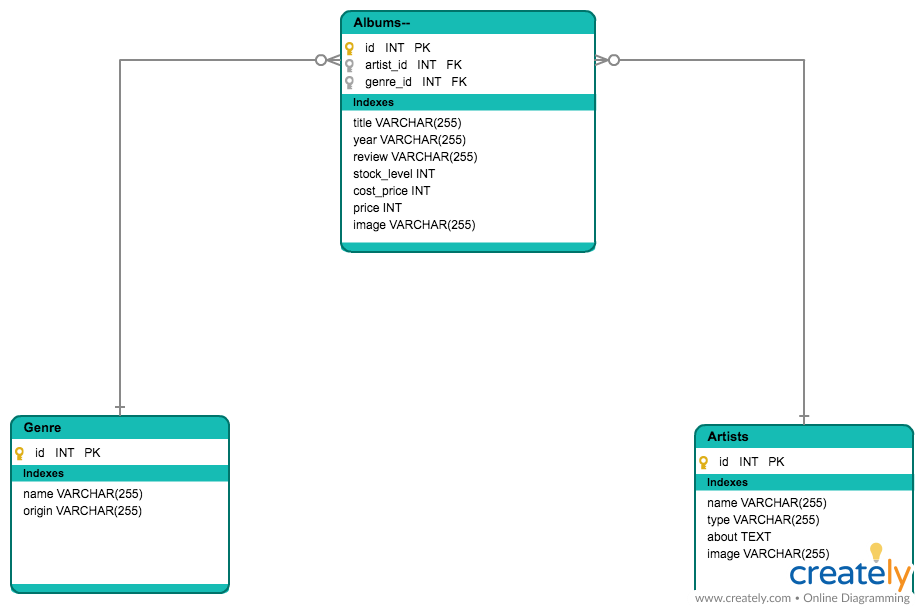 Albums--
id INT PK
artist_id INT FK
genre_id INT FK
Indexes
title VARCHAR(255)
year VARCHAR(255)
review VARCHAR(255)
stock_level INT
cost_price INT
price INT
image VARCHAR(255)
Genre
id INT PK
Indexes
name VARCHAR(255)
origin VARCHAR(255)
Artists
id INT PK
Indexes
name VARCHAR(255)
type VARCHAR(255)
about TEXT
image VARCHAR(255)
creately
www.creately.com • Online Diagramming